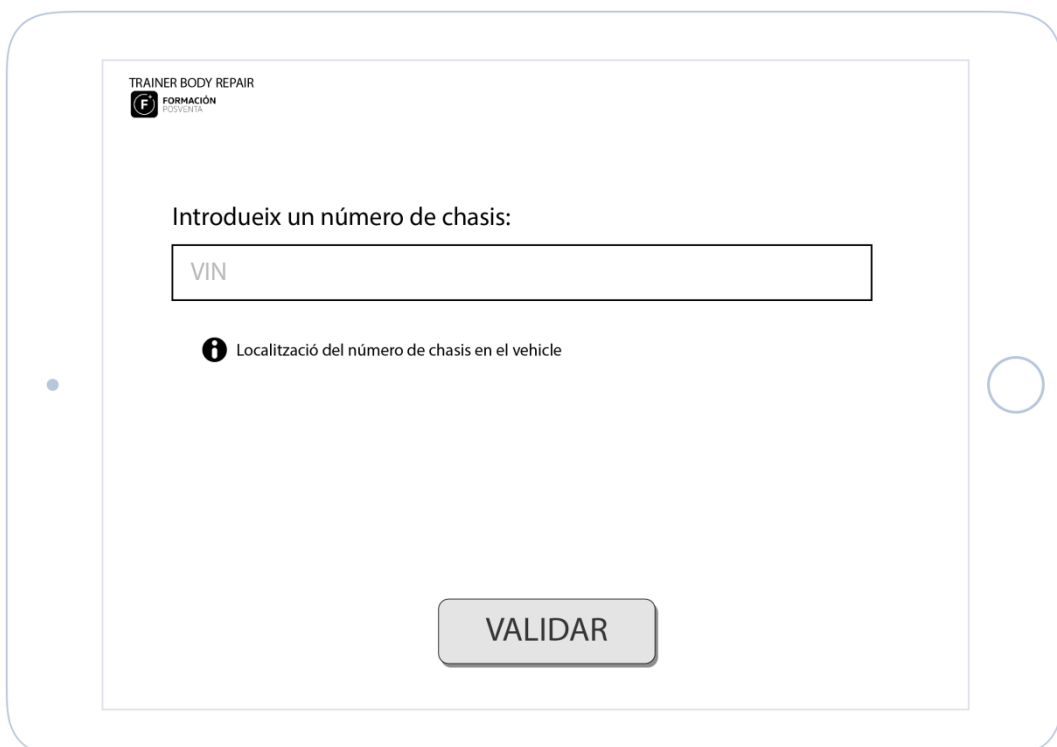 TRAINER BODY REPAIR
F+
FORMACIÓN
POSVENTA
Introdueix un número de chasis:
VIN
Localització del número de chasis en el vehicle
VALIDAR